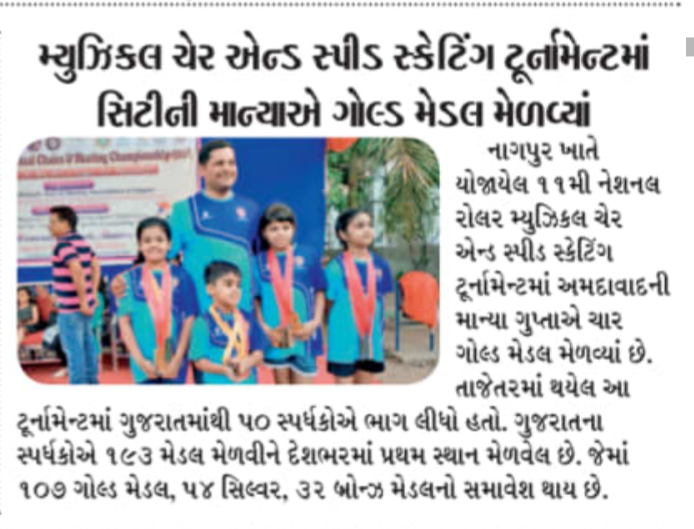 મ્યુઝિકલ ચેર એન્ડ સ્પીડ સ્કેટિંગ ટૂર્નામેન્ટમાં
સિટીની માન્યાએ ગોલ્ડ મેડલ મેળવ્યાં
નાગપુર ખાતે
યોજાયેલ ૧૧મી નેશનલ
રોલર મ્યુઝિકલ ચેર
એન્ડ સ્પીડ સ્કેટિંગ
ટૂર્નામેન્ટમાં અમદાવાદની
માન્યા ગુપ્તાએ ચાર
ગોલ્ડ મેડલ મેળવ્યાં છે.
તાજેતરમાં થયેલ આ
ટૂર્નામેન્ટમાં ગુજરાતમાંથી ૫૦ સ્પર્ધકોએ ભાગ લીધો હતો. ગુજરાતના
સ્પર્ધકોએ ૧૯૩ મેડલ મેળવીને દેશભરમાં પ્રથમ સ્થાન મેળવેલ છે. જેમાં
૧૦૭ ગોલ્ડ મેડલ, ૫૪ સિલ્વર, ૩૨ બ્રોન્ઝ મેડલનો સમાવેશ થાય છે.